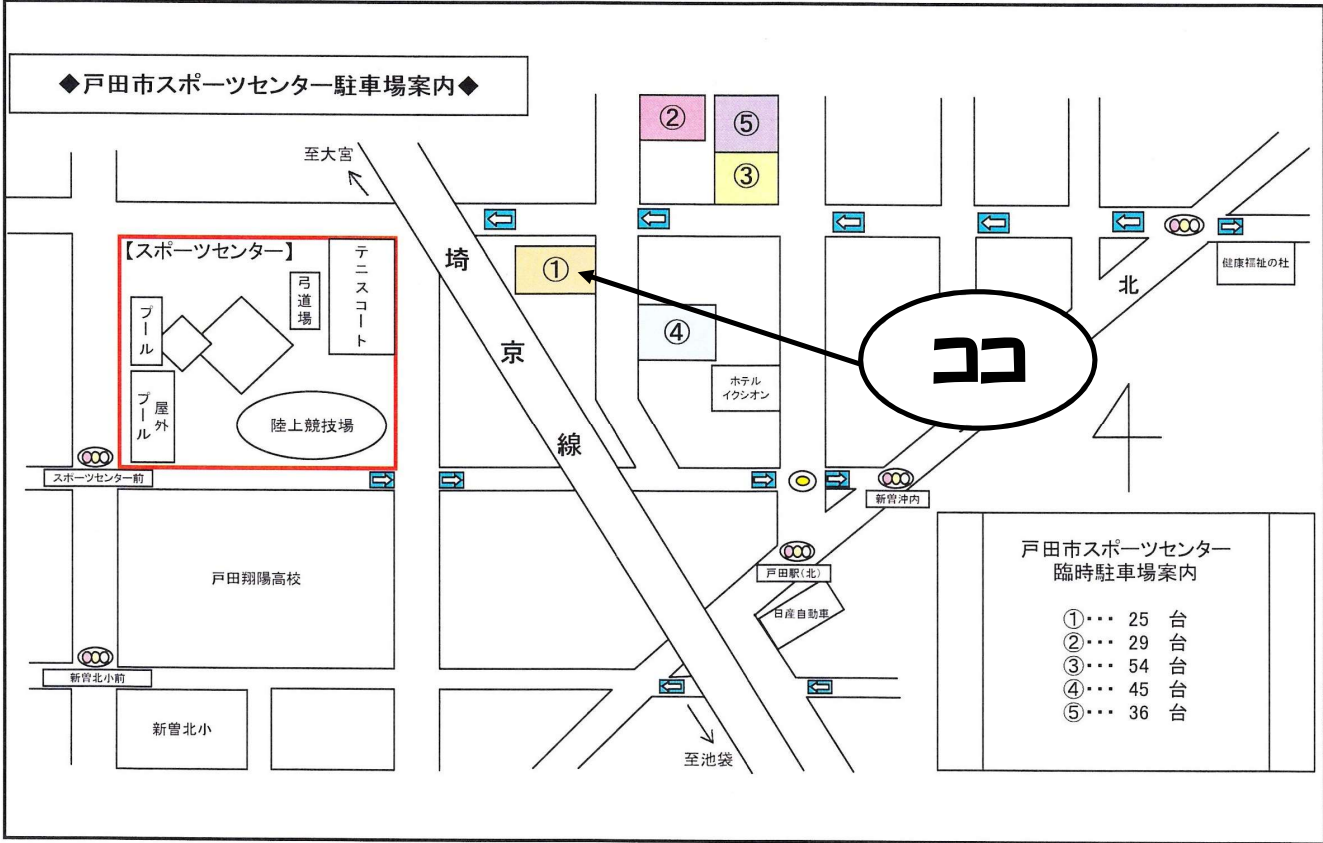 ◆戸田市スポーツセンター駐車場案内◆
②
⑤
③
至大宮
【スポーツセンター】
テニスコート
弓道場
プール
屋外
プール
陸上競技場
埼京線
①
④
ココ
北
健康福祉の杜
ホテル
イクシオン
スポーツセンター前
新曽沖内
戸田翔陽高校
戸田駅(北)
日産自動車
新曽北小前
新曽北小
至池袋
戸田市スポーツセンター
臨時駐車場案内
①・・・ 25 台
②・・・ 29 台
③・・・ 54 台
④・・・ 45 台
⑤・・・ 36 台